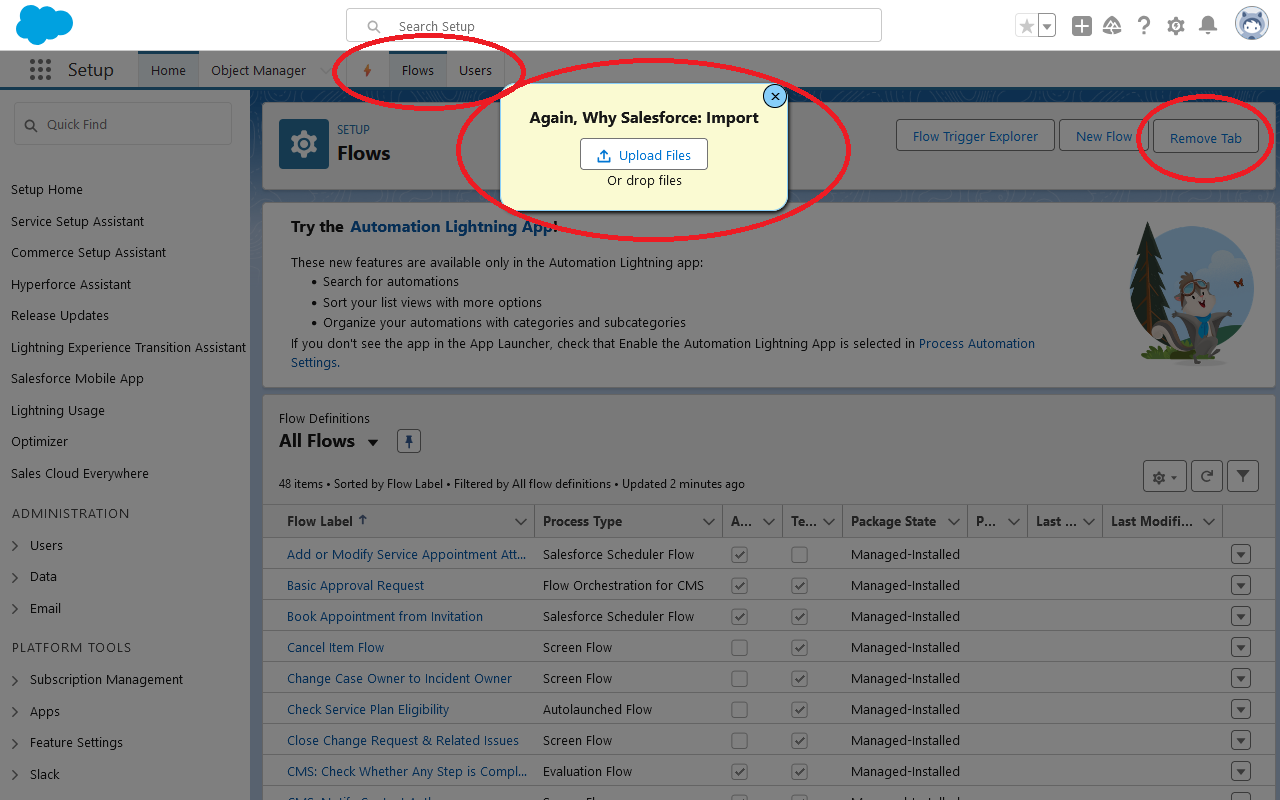 Search Setup
Setup
Home
Object Manager
Flows
Users
Again, Why Salesforce: Import
Upload Files
Or drop files
Quick Find
SETUP
Flows
Flow Trigger Explorer
New Flow
Remove Tab
Setup Home
Service Setup Assistant
Commerce Setup Assistant
Hyperforce Assistant
Release Updates
Lightning Experience Transition Assistant
Salesforce Mobile App
Lightning Usage
Optimizer
Sales Cloud Everywhere
ADMINISTRATION
Users
Data
Email
PLATFORM TOOLS
Subscription Management
Apps
Feature Settings
Slack
Try the Automation Lightning App!
These new features are available only in the Automation Lightning app:
• Search for automations
• Sort your list views with more options
• Organize your automations with categories and subcategories
If you don't see the app in the App Launcher, check that Enable the Automation Lightning App is selected in Process Automation
Settings.
Flow Definitions
All Flows
48 items • Sorted by Flow Label • Filtered by All flow definitions • Updated 2 minutes ago
Flow Label Process Type A... Te... Package State P... Last ... Last Modifi...
Add or Modify Service Appointment Att... Salesforce Scheduler Flow Managed-Installed
Basic Approval Request Flow Orchestration for CMS Managed-Installed
Book Appointment from Invitation Salesforce Scheduler Flow Managed-Installed
Cancel Item Flow Screen Flow Managed-Installed
Change Case Owner to Incident Owner Screen Flow Managed-Installed
Check Service Plan Eligibility Autolaunched Flow Managed-Installed
Close Change Request & Related Issues Screen Flow Managed-Installed
CMS: Check Whether Any Step is Compl... Evaluation Flow Managed-Installed